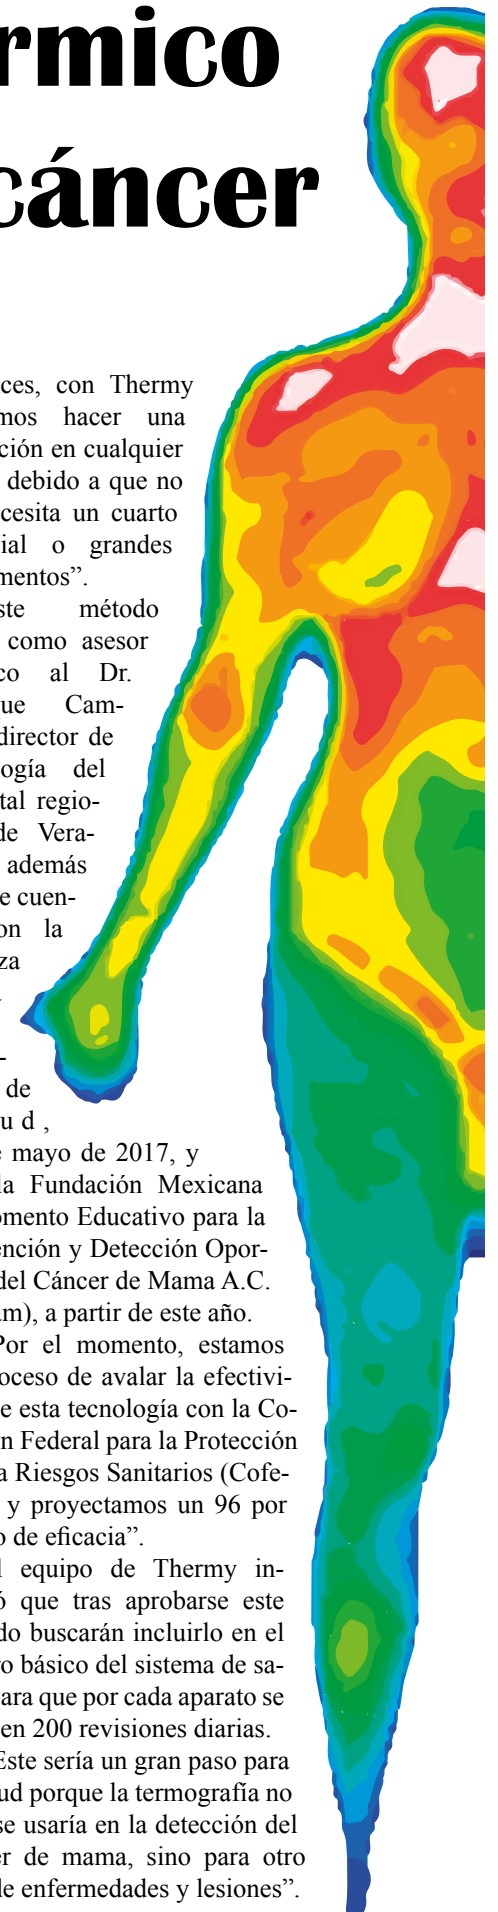 rmico
cáncer
ces, con Thermy
mos hacer una
ción en cualquier
debido a que no
cesita un cuarto
ial o grandes
mentos”.
ste método
como asesor
co al Dr.
ue Cam-
director de
ogía del
tal regio-
de Vera-
además
e cuen-
on la
za
-
de
u d ,
e mayo de 2017, y
la Fundación Mexicana
omento Educativo para la
ención y Detección Opor-
del Cáncer de Mama A.C.
am), a partir de este año.
Por el momento, estamos
oceso de avalar la efectivi-
e esta tecnología con la Co-
n Federal para la Protección
a Riesgos Sanitarios (Cofe-
y proyectamos un 96 por
o de eficacia”.
l equipo de Thermy in-
ó que tras aprobarse este
do buscarán incluirlo en el
o básico del sistema de sa-
ara que por cada aparato se
en 200 revisiones diarias.
Este sería un gran paso para
ud porque la termografía no
se usaría en la detección del
er de mama, sino para otro
de enfermedades y lesiones”.